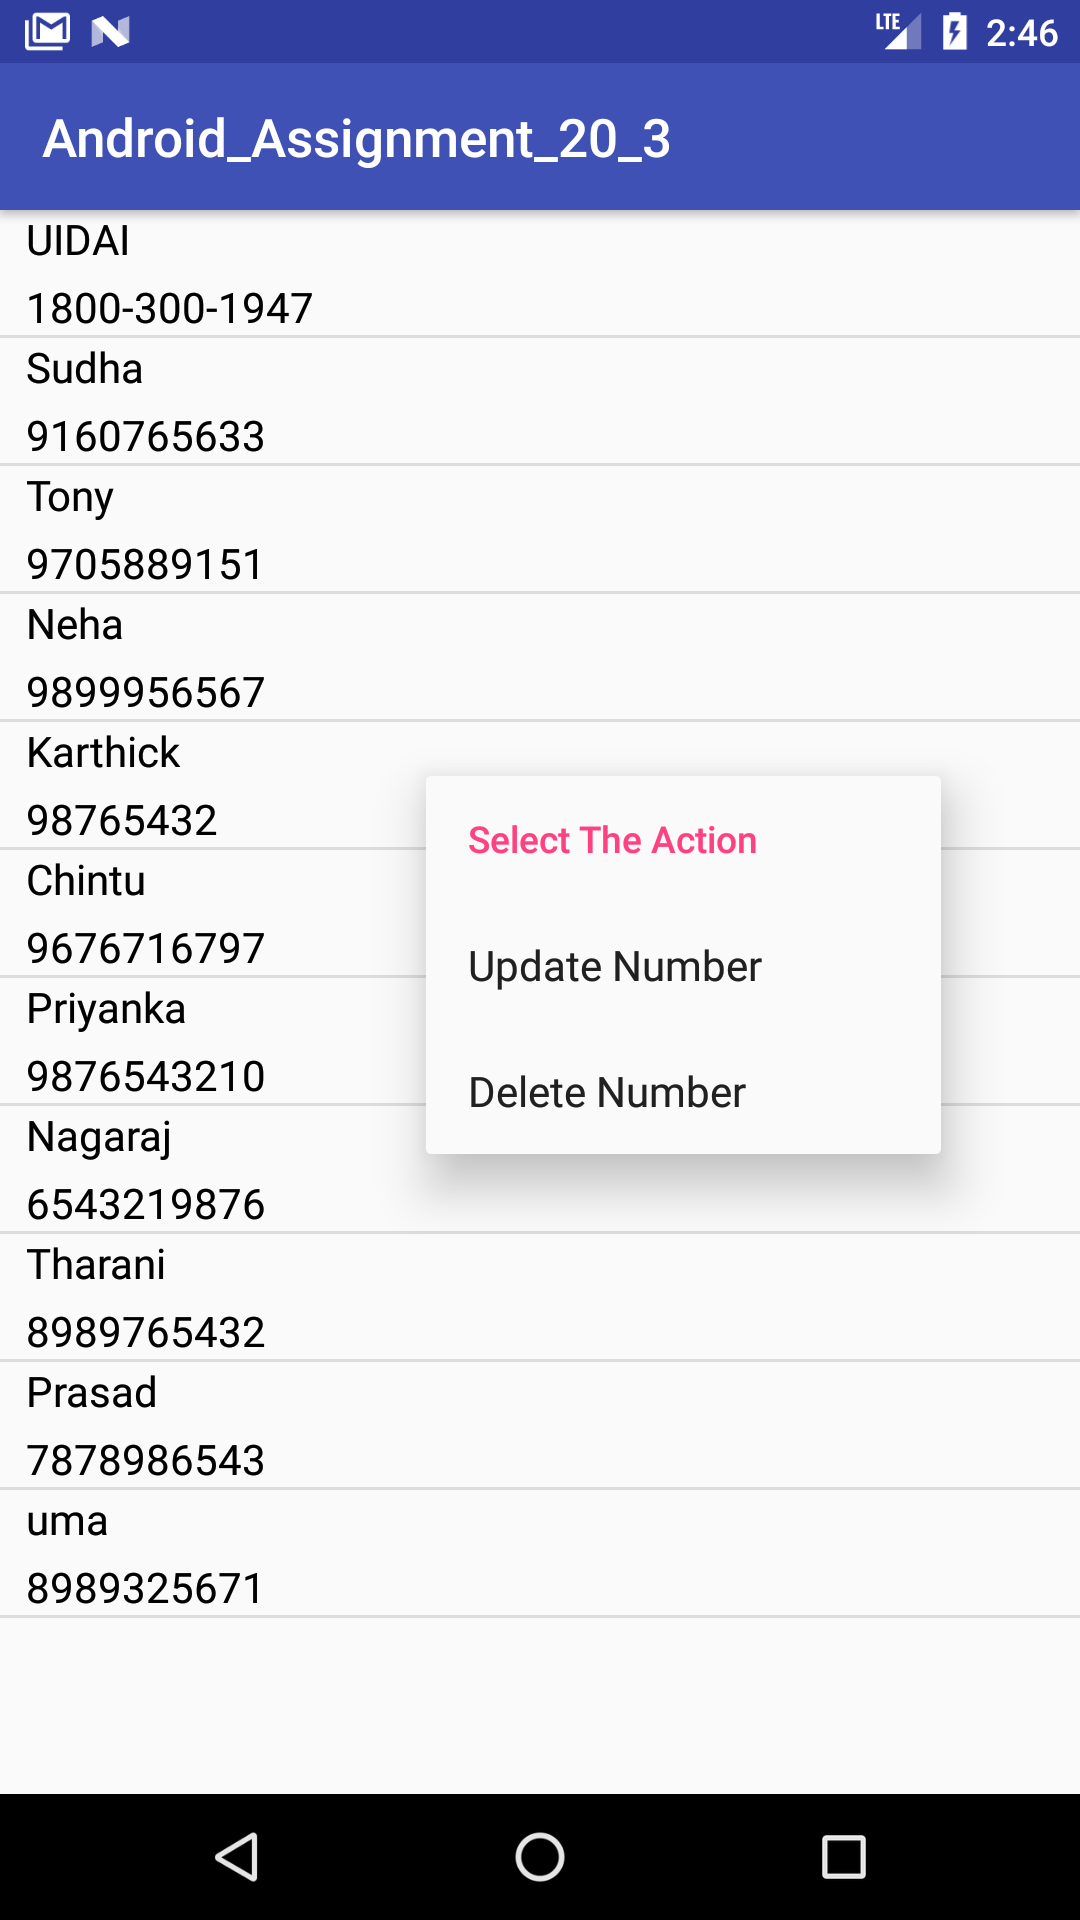 LTE 2:46
Android_Assignment_20_3
UIDAI
1800-300-1947
Sudha
9160765633
Tony
9705889151
Neha
9899956567
Karthick
98765432
Chintu
9676716797
Priyanka
9876543210
Nagaraj
6543219876
Tharani
8989765432
Prasad
7878986543
uma
8989325671
Select The Action
Update Number
Delete Number